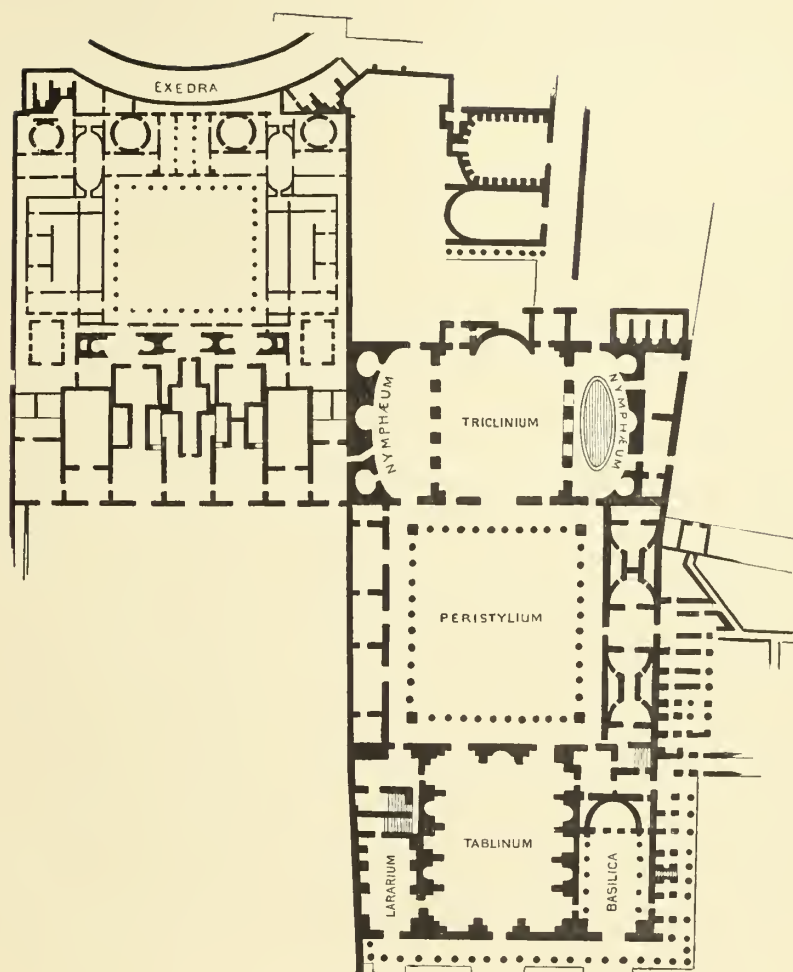 EXEDRA
NYMPHÆUM
TRICLINIUM
NYMPHÆUM
PERISTYLIUM
LARARIUM
TABLINUM
BASILICA